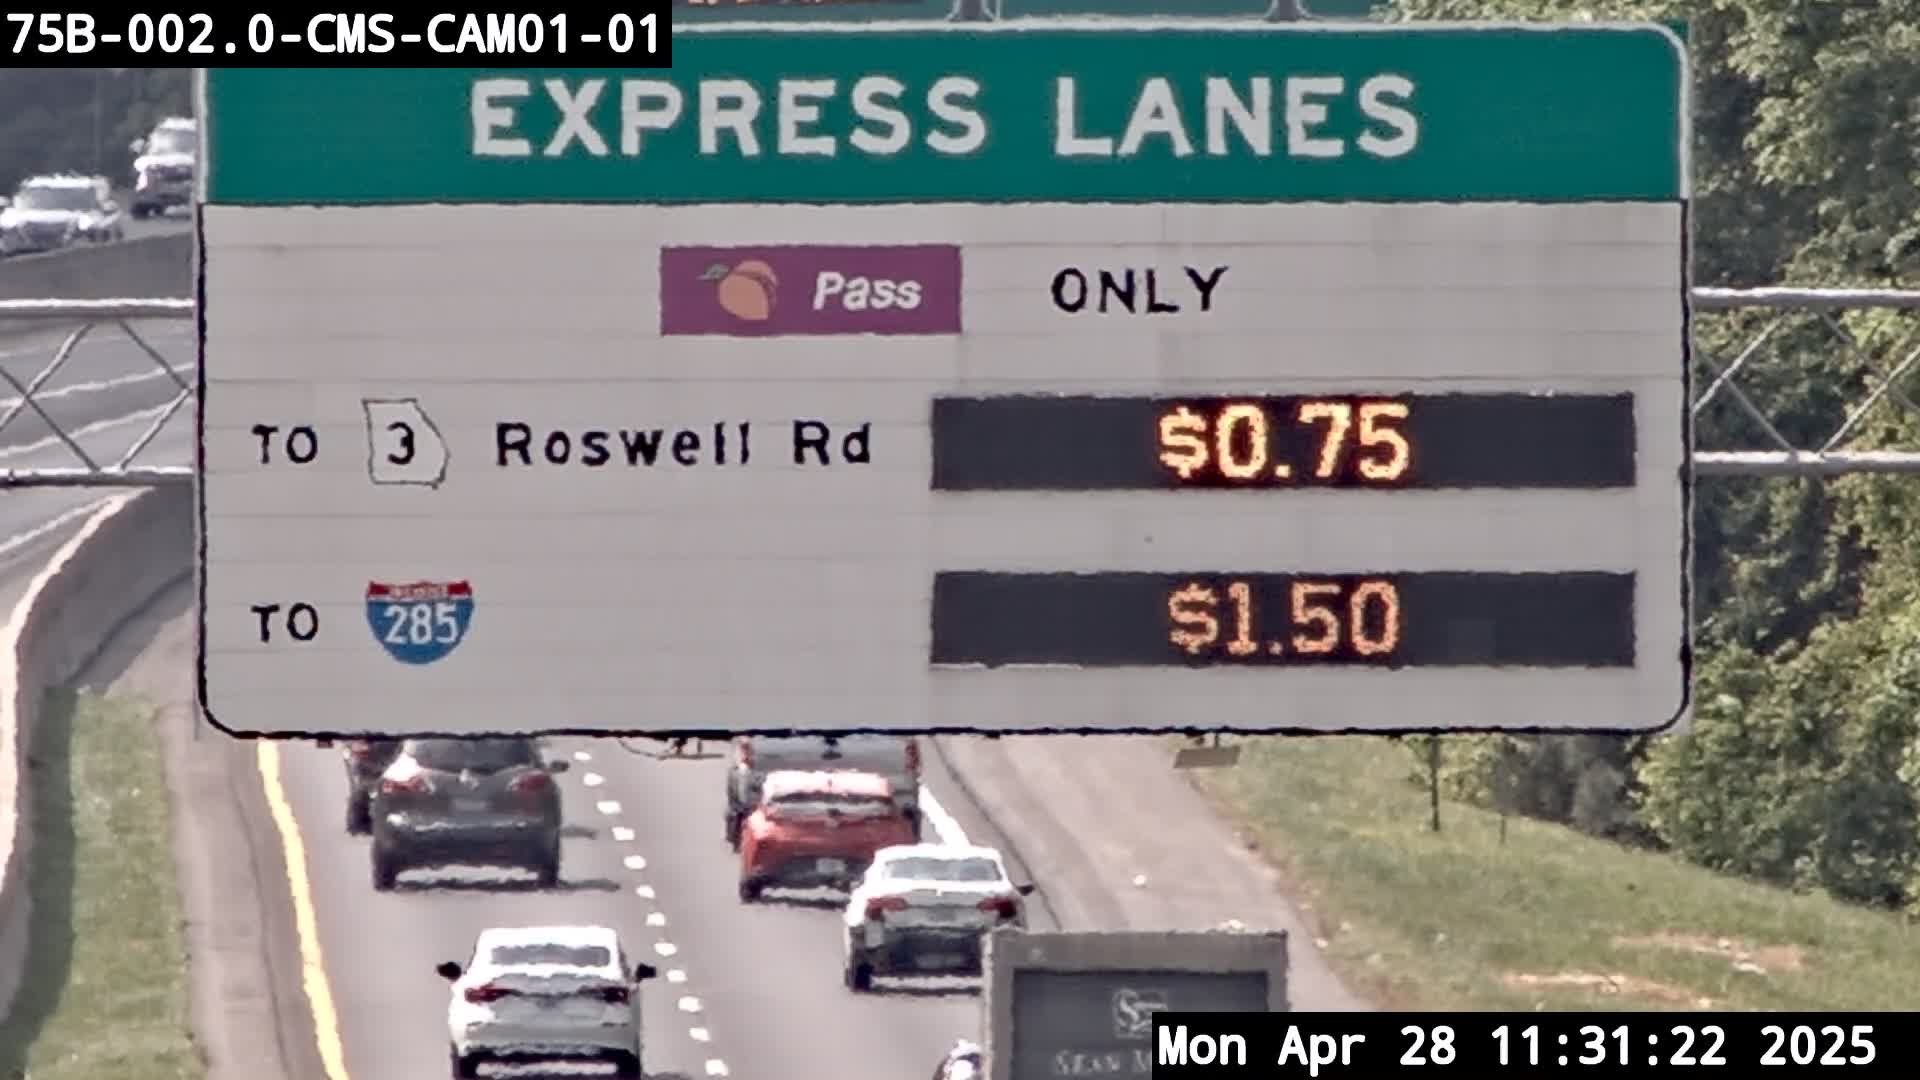 75B-002.0-CMS-CAM01-01
EXPRESS LANES
Pass ONLY
TO 3 Roswell Rd $0.75
TO 285 $1.50
Mon Apr 28 11:31:22 2025